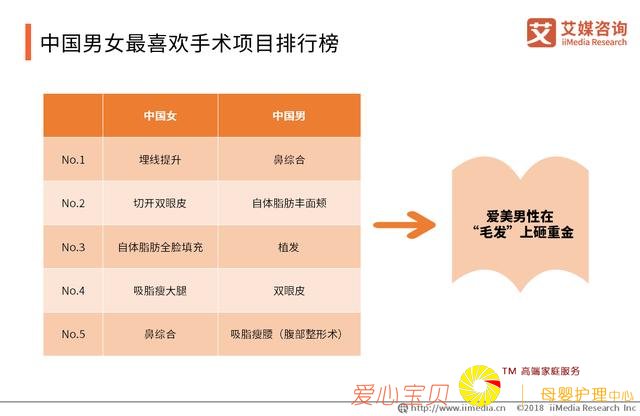 中国男女最喜欢手术项目排行榜
艾媒咨询
iiMedia Research
中国女 中国男
No.1 埋线提升 鼻综合
No.2 切开双眼皮 自体脂肪丰面颊
No.3 自体脂肪全脸填充 植发
No.4 吸脂瘦大腿 双眼皮
No.5 鼻综合 吸脂瘦腰（腹部整形术）
爱美男性在
“毛发”上砸重金
TM 高端家庭服务
爱心宝贝 母婴护理中心
http://www.iimedia.cn ©2018 iiMedia Research Inc